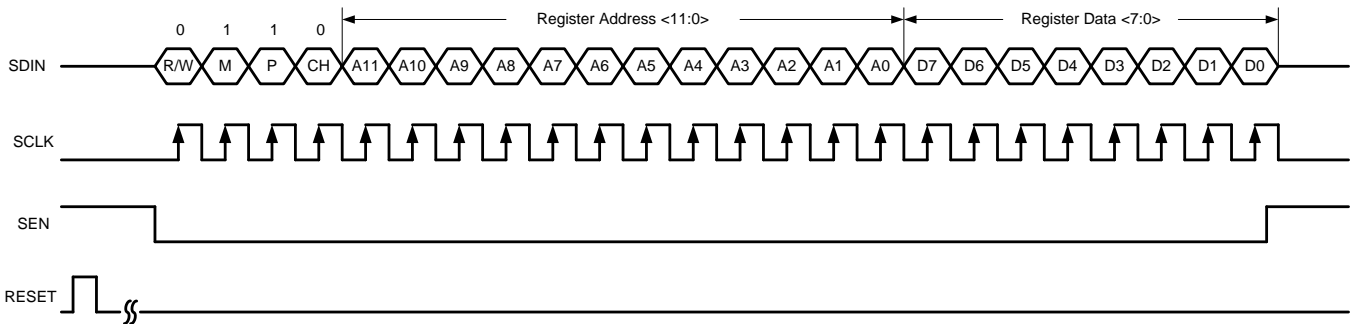 Register Address <11:0> Register Data <7:0>
0 1 1 0
SDIN R/W M P CH A11 A10 A9 A8 A7 A6 A5 A4 A3 A2 A1 A0 D7 D6 D5 D4 D3 D2 D1 D0
SCLK
SEN
RESET